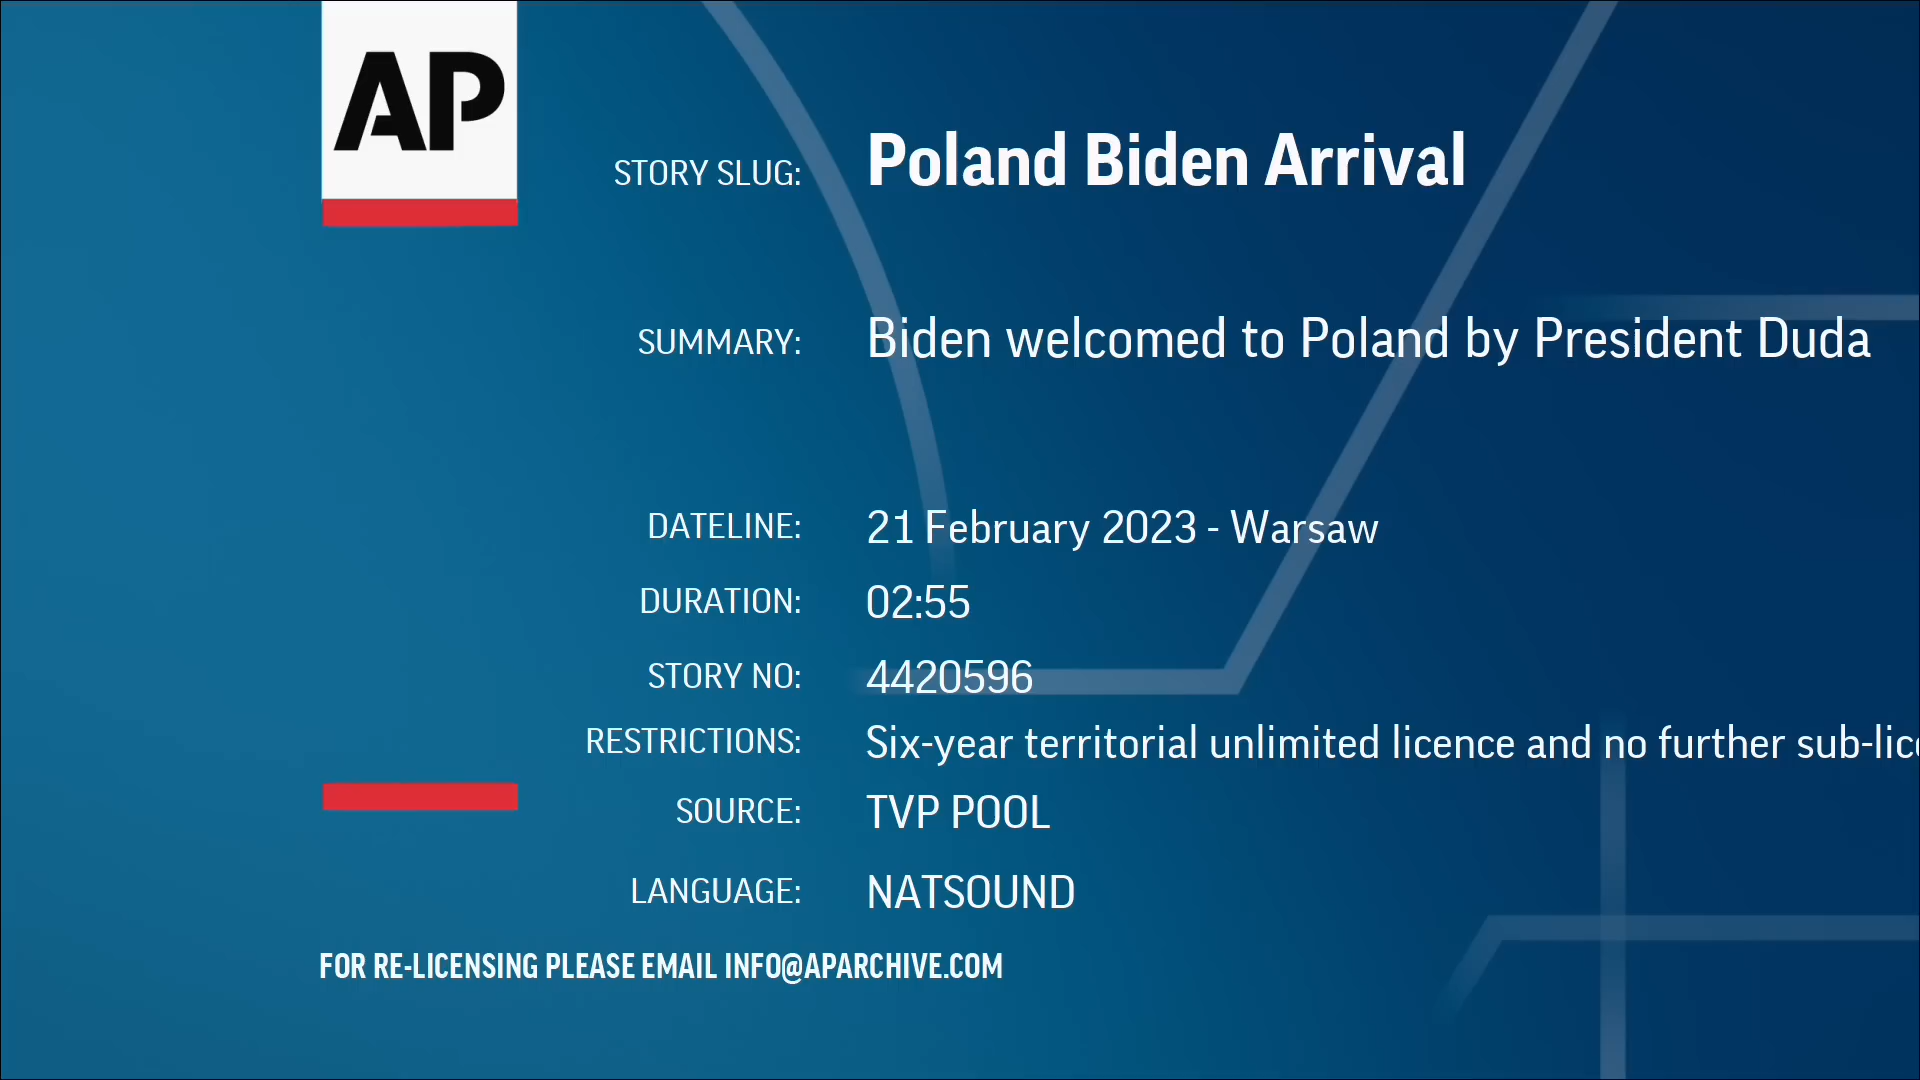 AP
STORY SLUG: Poland Biden Arrival
SUMMARY: Biden welcomed to Poland by President Duda
DATELINE: 21 February 2023 - Warsaw
DURATION: 02:55
STORY NO: 4420596
RESTRICTIONS: Six-year territorial unlimited licence and no further sub-lic
SOURCE: TVP POOL
LANGUAGE: NATSOUND
FOR RE-LICENSING PLEASE EMAIL INFO@APARCHIVE.COM